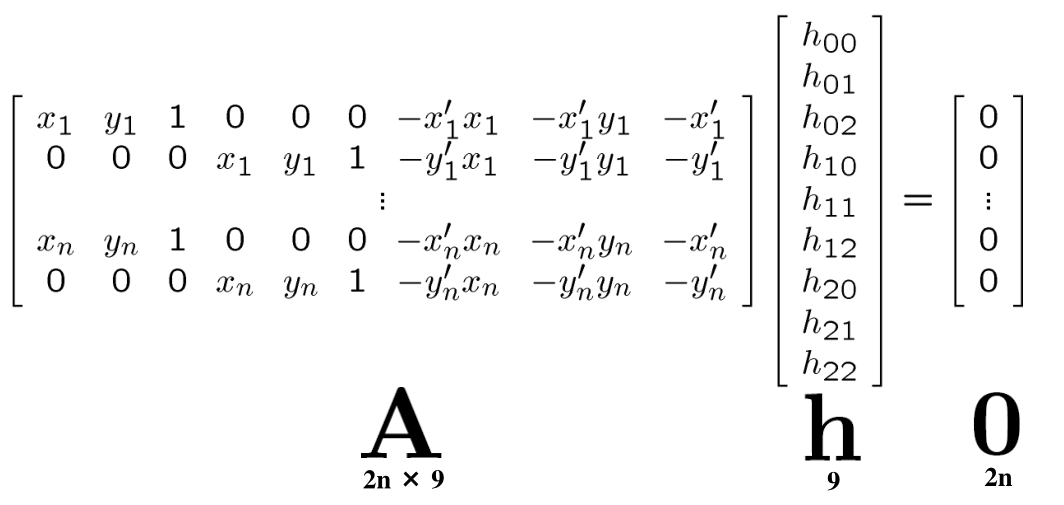 h₀₀
h₀₁
x₁ y₁ 1 0 0 0 −x′₁x₁ −x′₁y₁ −x′₁ h₀₂ 0
0 0 0 x₁ y₁ 1 −y′₁x₁ −y′₁y₁ −y′₁ h₁₀ 0
⋮ h₁₁ = ⋮
xₙ yₙ 1 0 0 0 −x′ₙxₙ −x′ₙyₙ −x′ₙ h₁₂ 0
0 0 0 xₙ yₙ 1 −y′ₙxₙ −y′ₙyₙ −y′ₙ h₂₀ 0
h₂₁
h₂₂
A h 0
2n × 9 9 2n